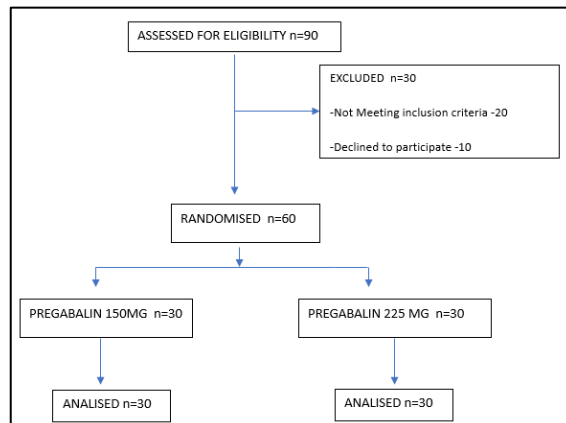 ASSESSED FOR ELIGIBILITY n=90
EXCLUDED n=30
-Not Meeting inclusion criteria -20
-Declined to participate -10
RANDOMISED n=60
PREGABALIN 150MG n=30
PREGABALIN 225 MG n=30
ANALISED n=30
ANALISED n=30